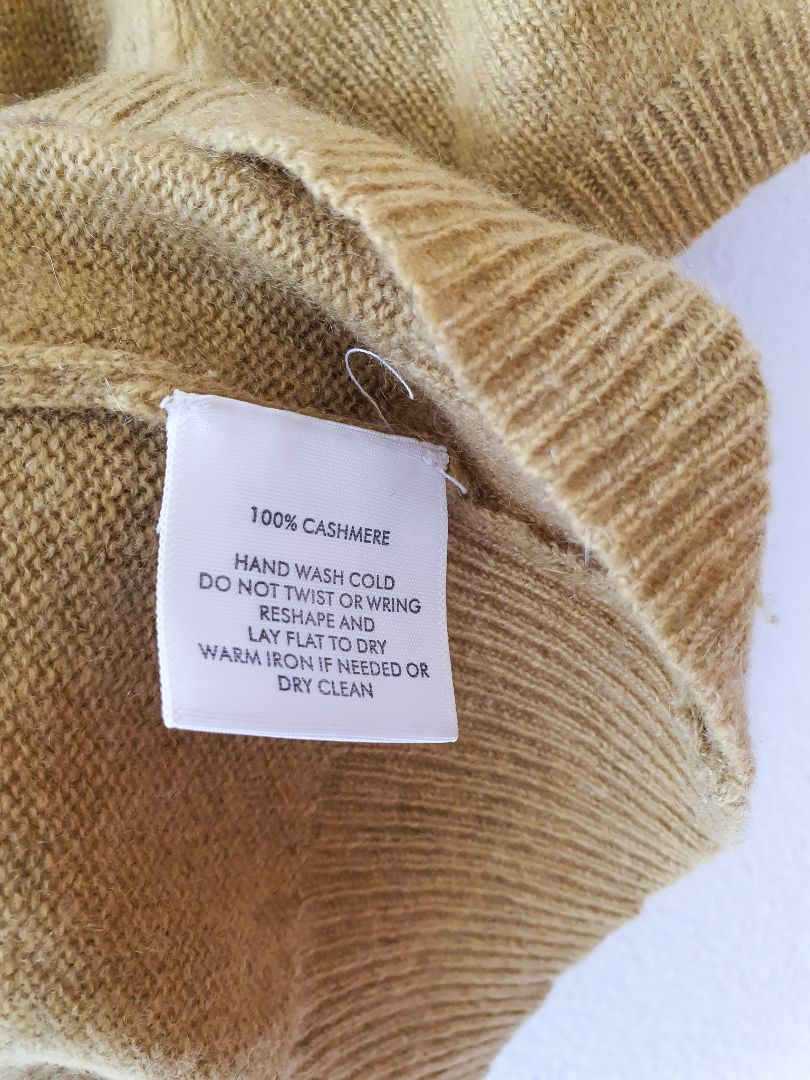 100% CASHMERE
HAND WASH COLD
DO NOT TWIST OR WRING
RESHAPE AND
LAY FLAT TO DRY
WARM IRON IF NEEDED OR
DRY CLEAN